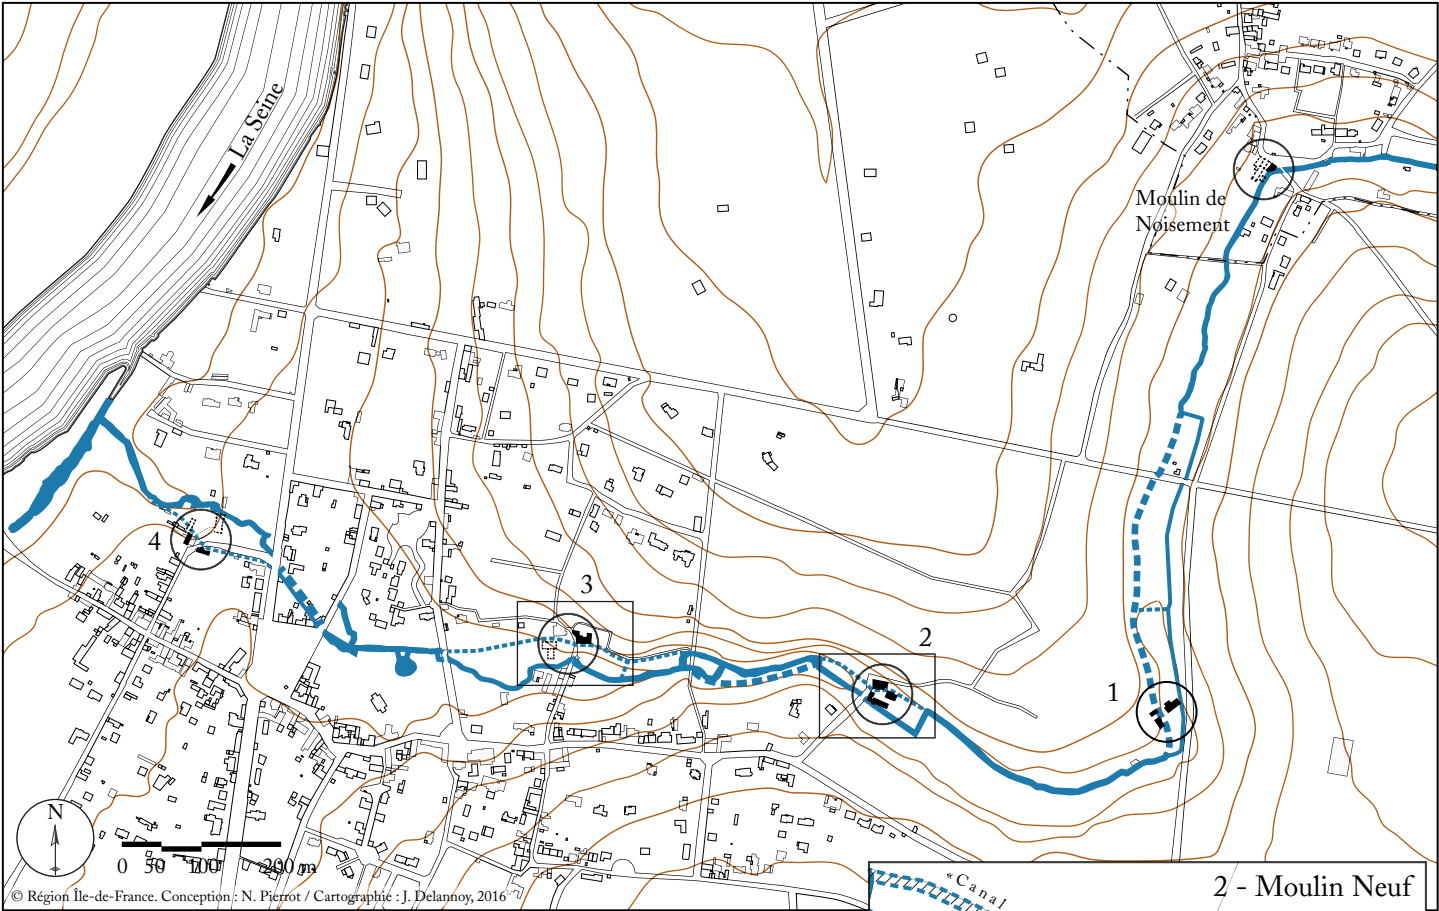 La Seine
Moulin de
Noisement
4
3
2
1
N
0 50 100 200 m
© Région Île-de-France. Conception : N. Pierrot / Cartographie : J. Delannoy, 2016
«Canal
2 - Moulin Neuf